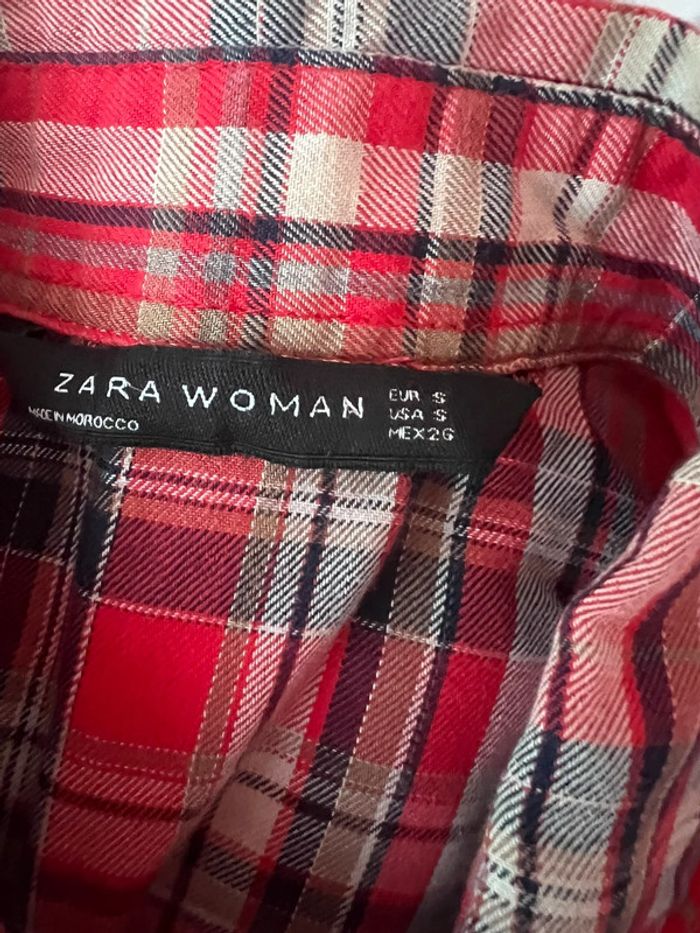 ZARA WOMAN
MADE IN MOROCCO
EUR S
USA S
MEX 26